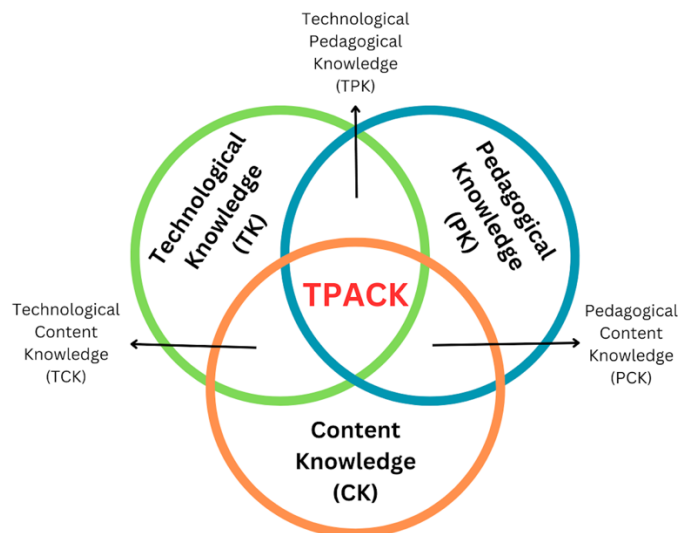 Technological
Pedagogical
Knowledge
(TPK)
Technological
Knowledge
(TK)
Pedagogical
Knowledge
(PK)
TPACK
Technological
Content
Knowledge
(TCK)
Pedagogical
Content
Knowledge
(PCK)
Content
Knowledge
(CK)